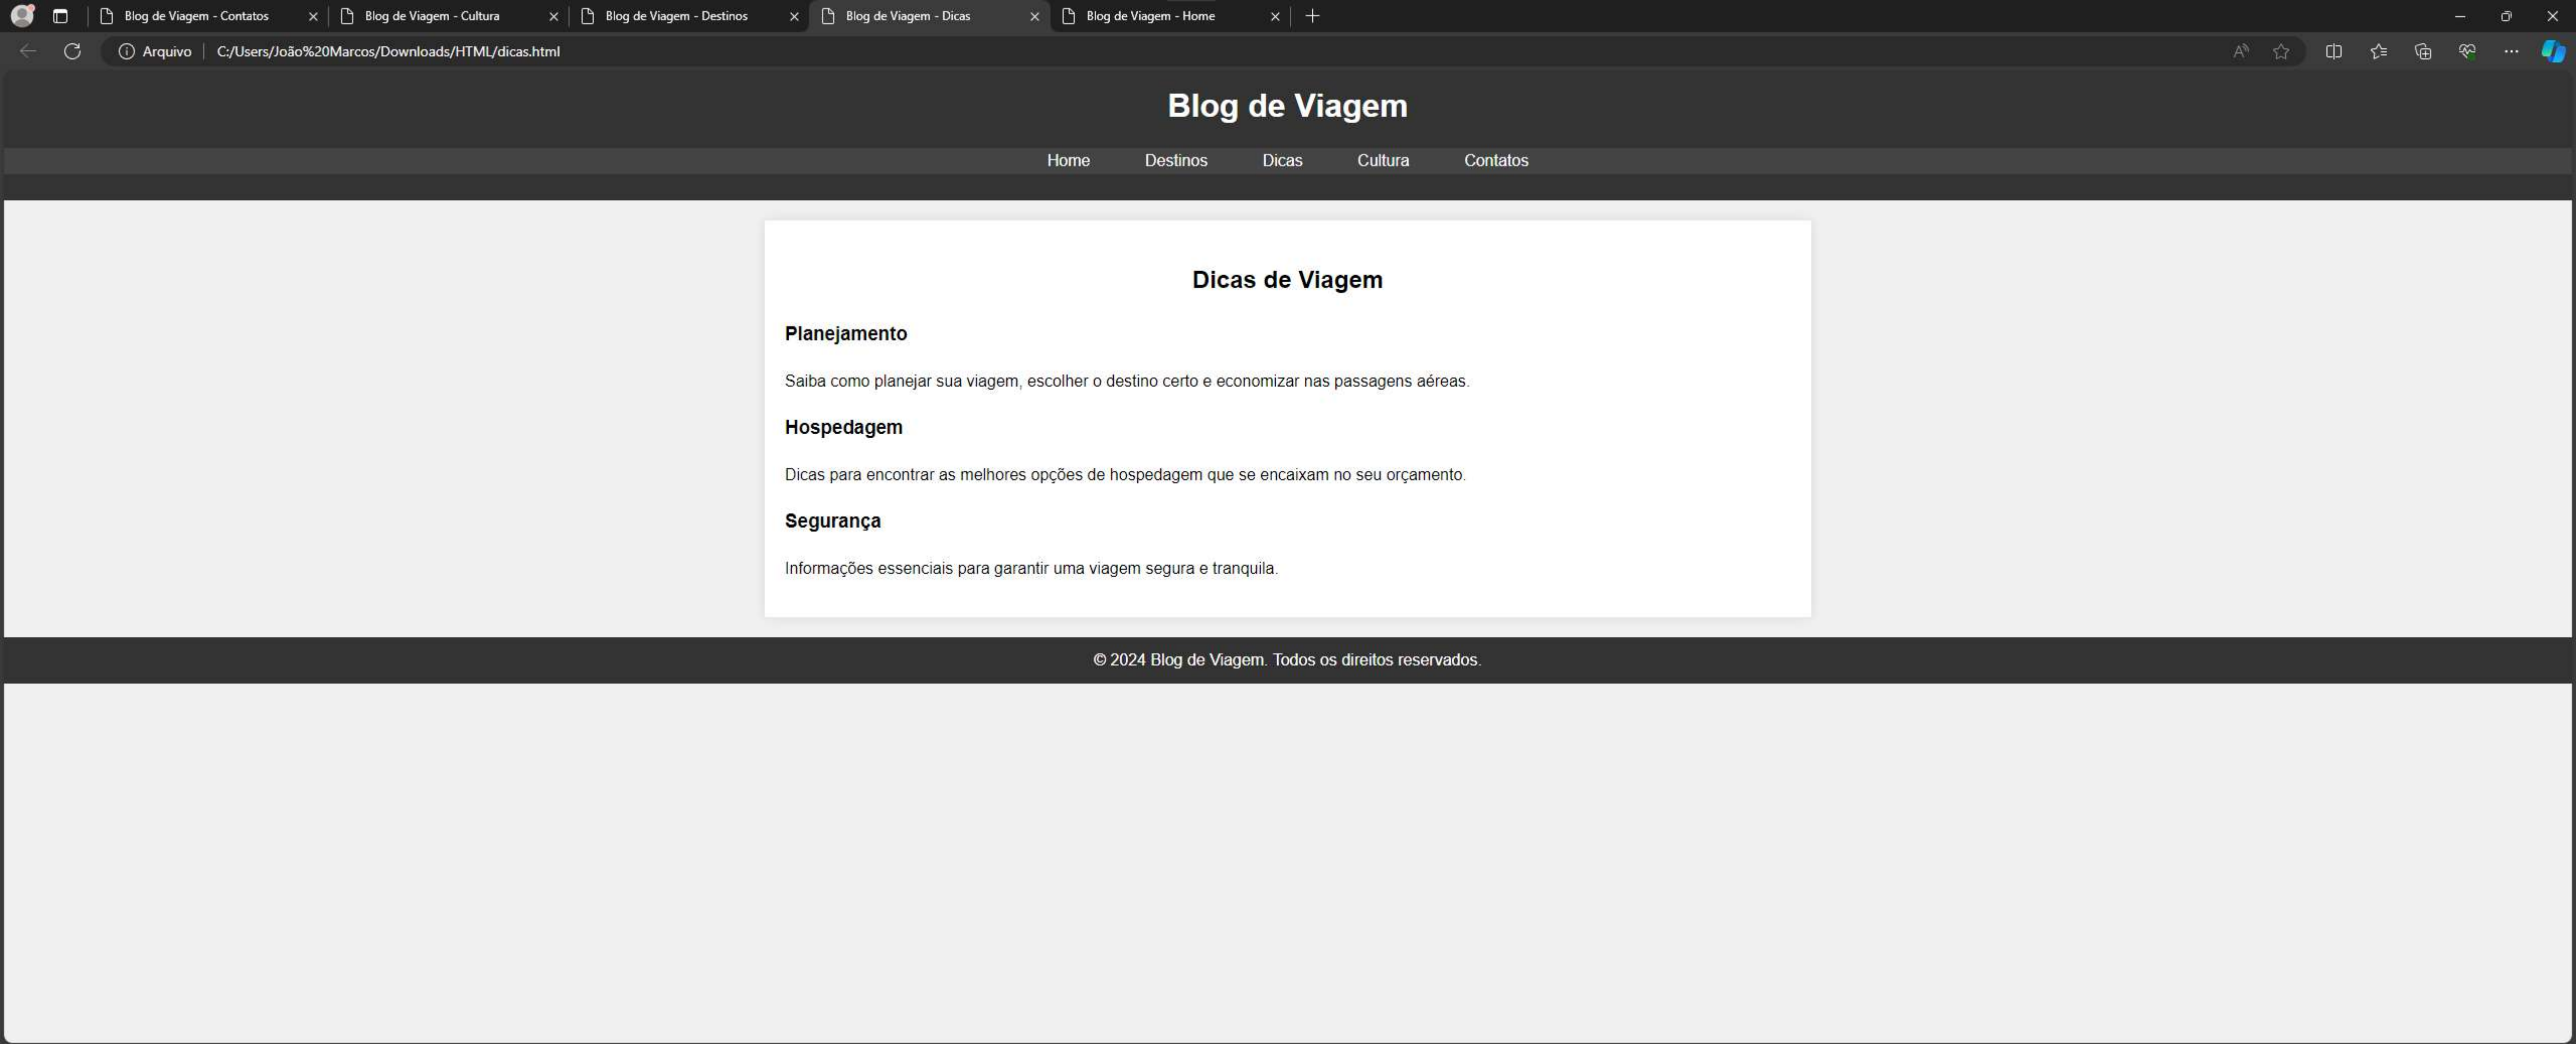 Blog de Viagem - Contatos
Blog de Viagem - Cultura
Blog de Viagem - Destinos
Blog de Viagem - Dicas
Blog de Viagem - Home
Arquivo
C:/Users/João%20Marcos/Downloads/HTML/dicas.html
Blog de Viagem
Home Destinos Dicas Cultura Contatos
Dicas de Viagem
Planejamento
Saiba como planejar sua viagem, escolher o destino certo e economizar nas passagens aéreas.
Hospedagem
Dicas para encontrar as melhores opções de hospedagem que se encaixam no seu orçamento.
Segurança
Informações essenciais para garantir uma viagem segura e tranquila.
© 2024 Blog de Viagem. Todos os direitos reservados.